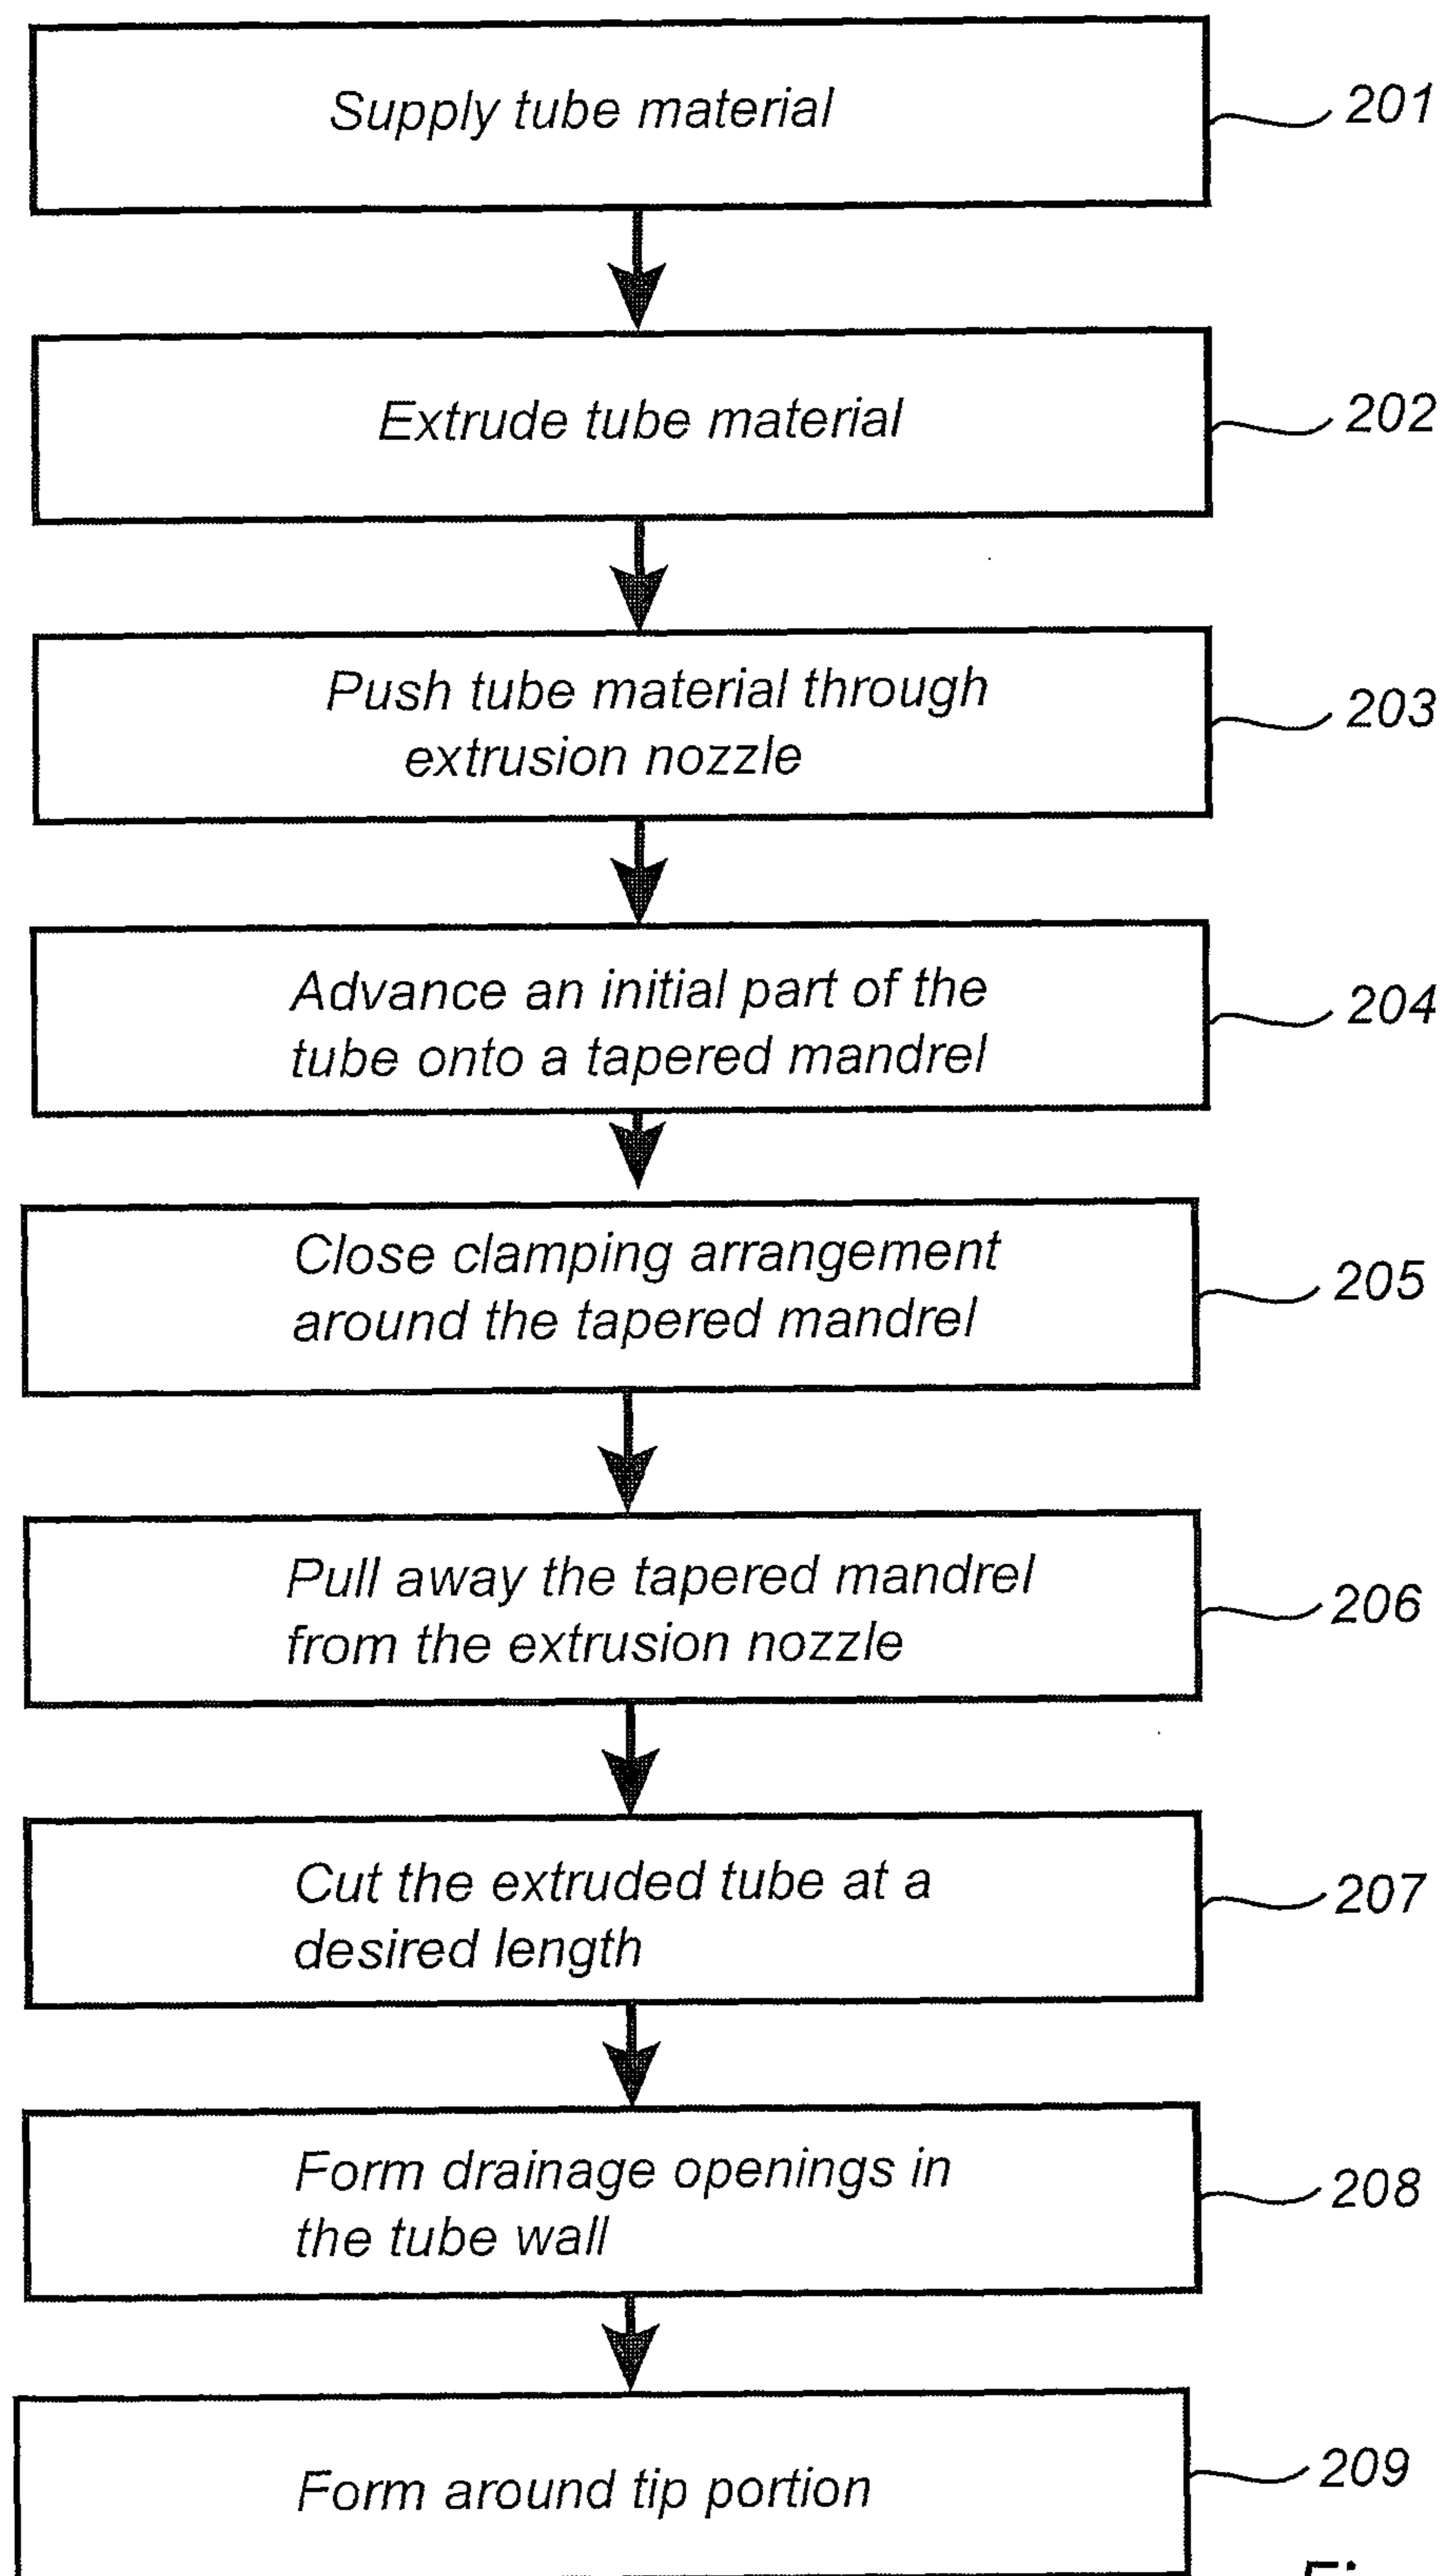 Supply tube material
201
Extrude tube material
202
Push tube material through
extrusion nozzle
203
Advance an initial part of the
tube onto a tapered mandrel
204
Close clamping arrangement
around the tapered mandrel
205
Pull away the tapered mandrel
from the extrusion nozzle
206
Cut the extruded tube at a
desired length
207
Form drainage openings in
the tube wall
208
Form around tip portion
209